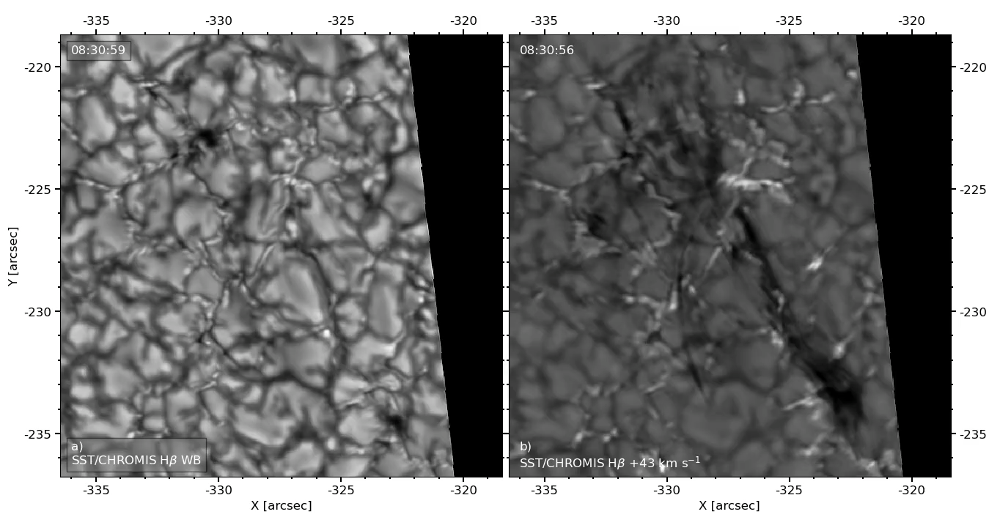 -335 -330 -325 -320 -335 -330 -325 -320
08:30:59 08:30:56
-220 -220
-225 -225
Y [arcsec]
-230 -230
-235 -235
a) b)
SST/CHROMIS Hβ WB SST/CHROMIS Hβ +43 km s⁻¹
-335 -330 -325 -320 -335 -330 -325 -320
X [arcsec] X [arcsec]